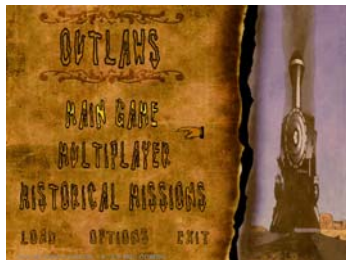 OUTLAWS
MAIN GAME
MULTIPLAYER
HISTORICAL MISSIONS
LOAD OPTIONS EXIT